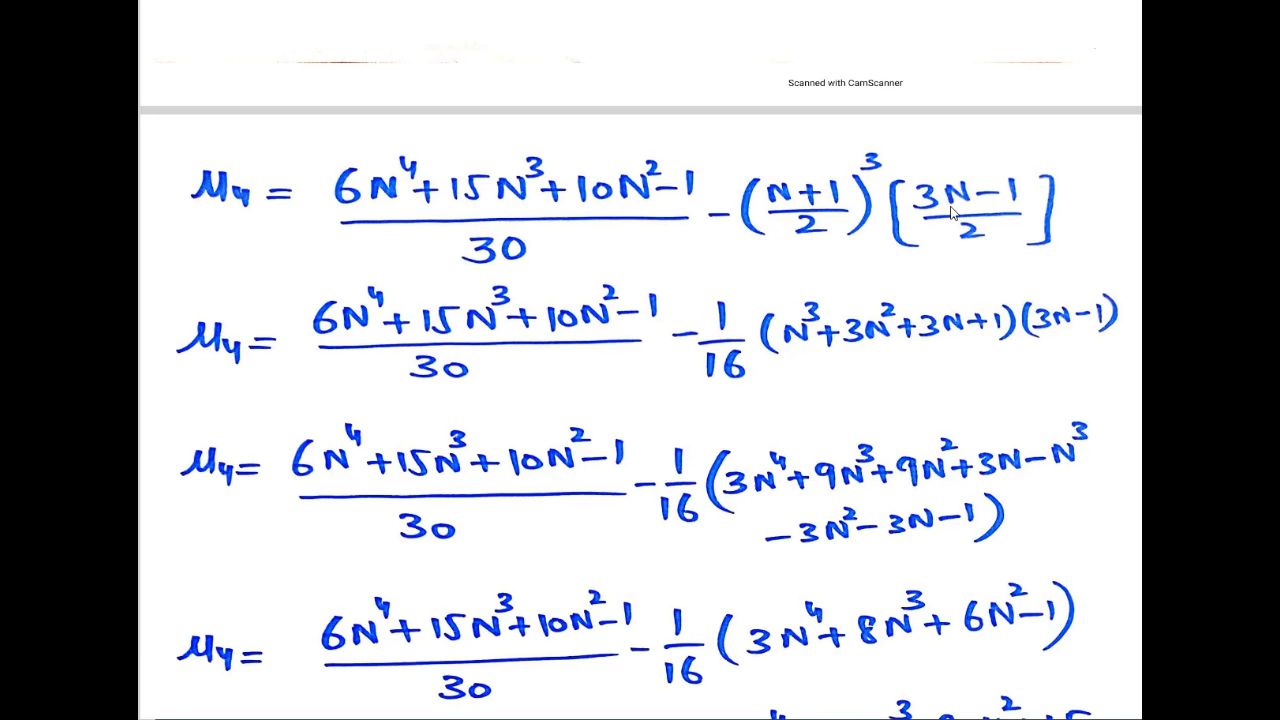 Scanned with CamScanner
μ₄ = (6N⁴+15N³+10N²-1)/30 - ((N+1)/2)³ [(3N-1)/2]
μ₄ = (6N⁴+15N³+10N²-1)/30 - 1/16 (N³+3N²+3N+1)(3N-1)
μ₄ = (6N⁴+15N³+10N²-1)/30 - 1/16 (3N⁴+9N³+9N²+3N-N³
-3N²-3N-1)
μ₄ = (6N⁴+15N³+10N²-1)/30 - 1/16 (3N⁴+8N³+6N²-1)